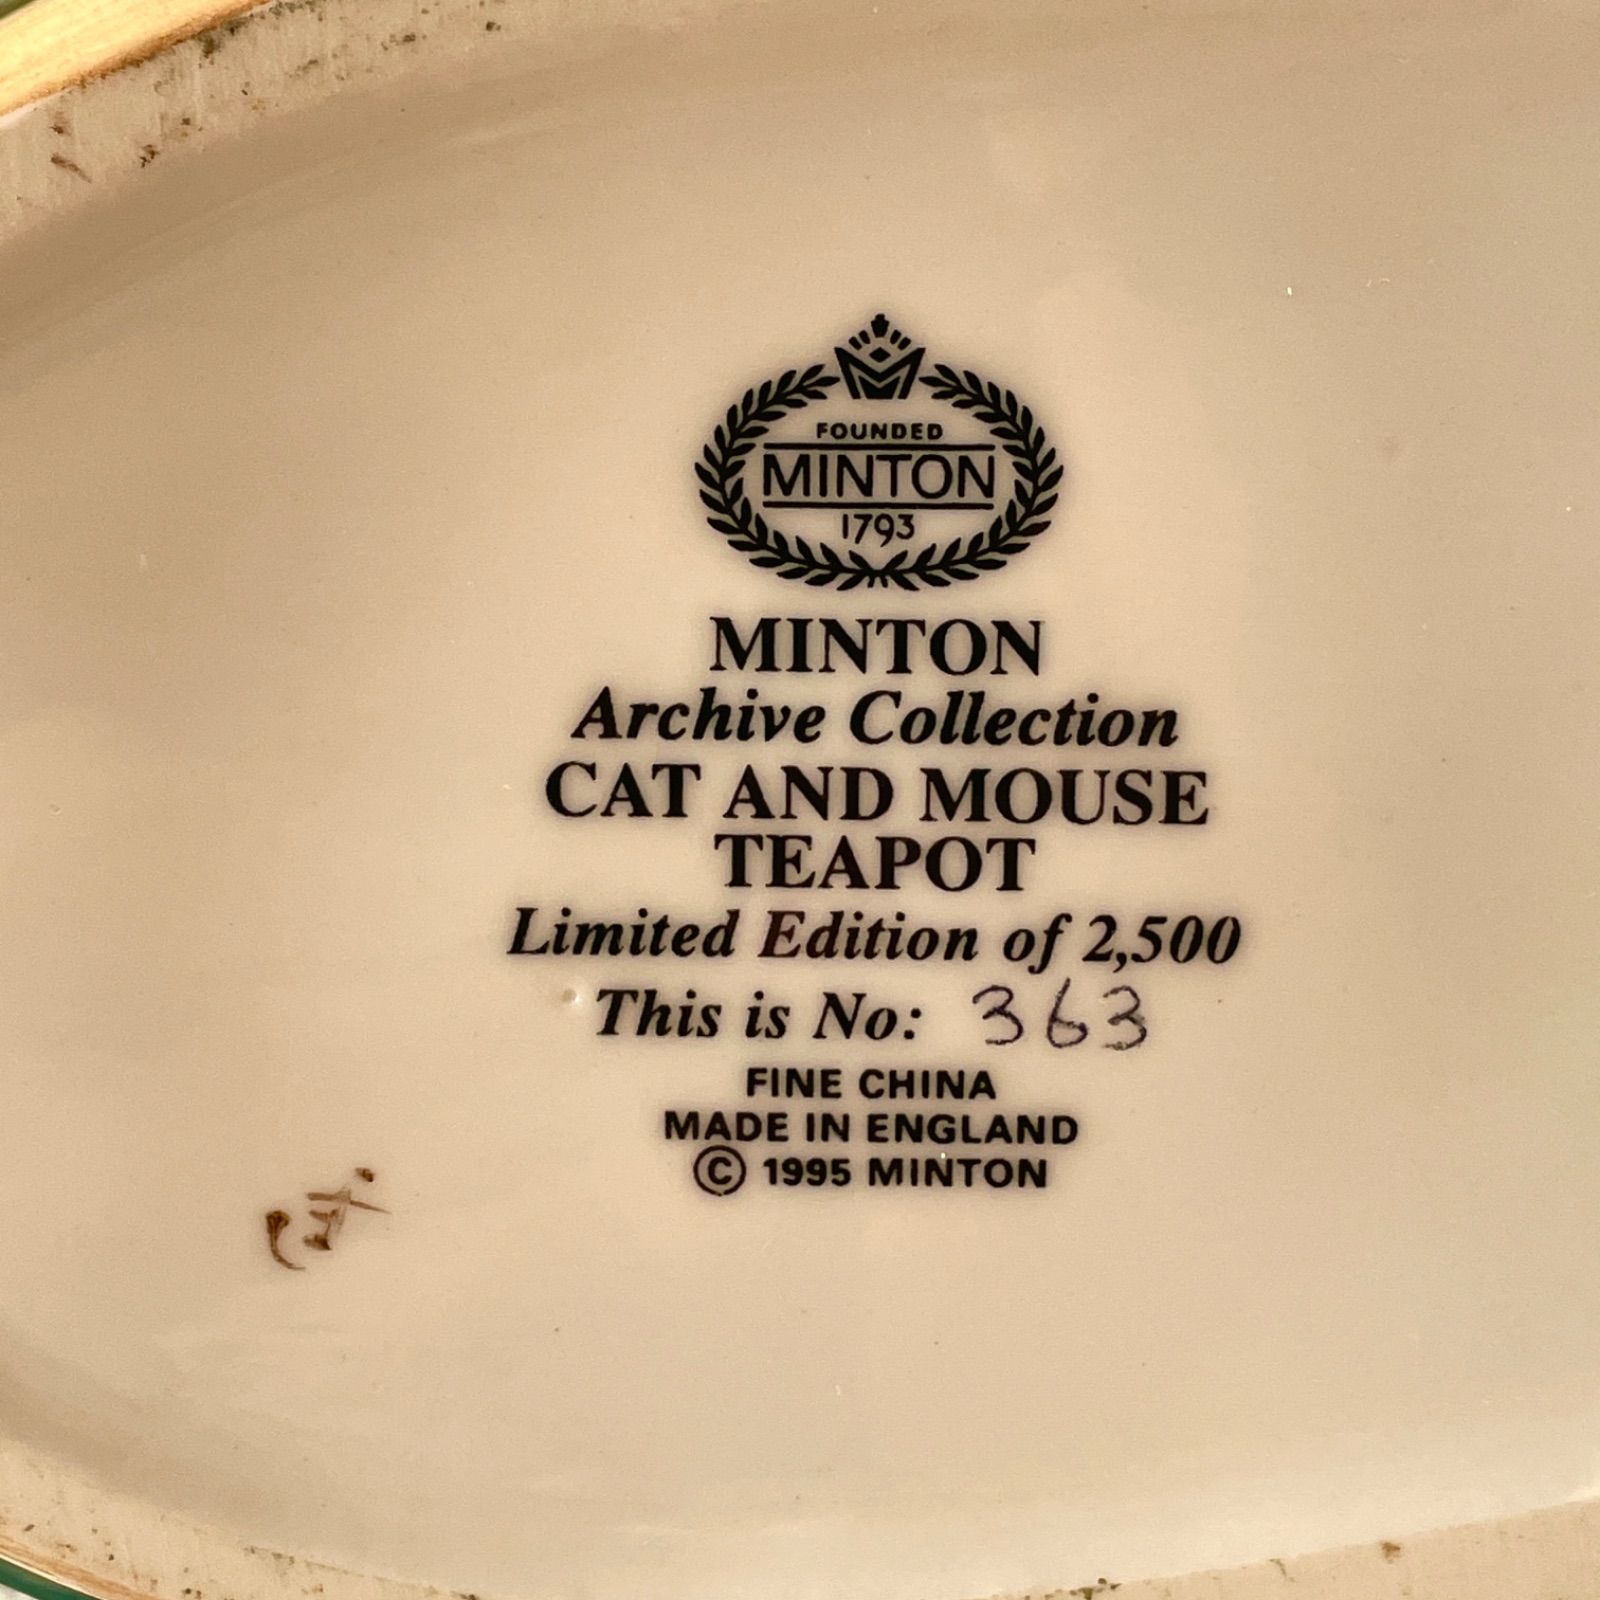 FOUNDED
MINTON
1793
MINTON
Archive Collection
CAT AND MOUSE
TEAPOT
Limited Edition of 2,500
This is No: 363
FINE CHINA
MADE IN ENGLAND
© 1995 MINTON